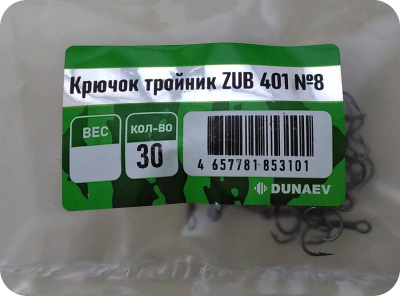 Крючок тройник ZUB 401 №8
ВЕС
КОЛ-ВО
30
4 657781 853101
DUNAEV